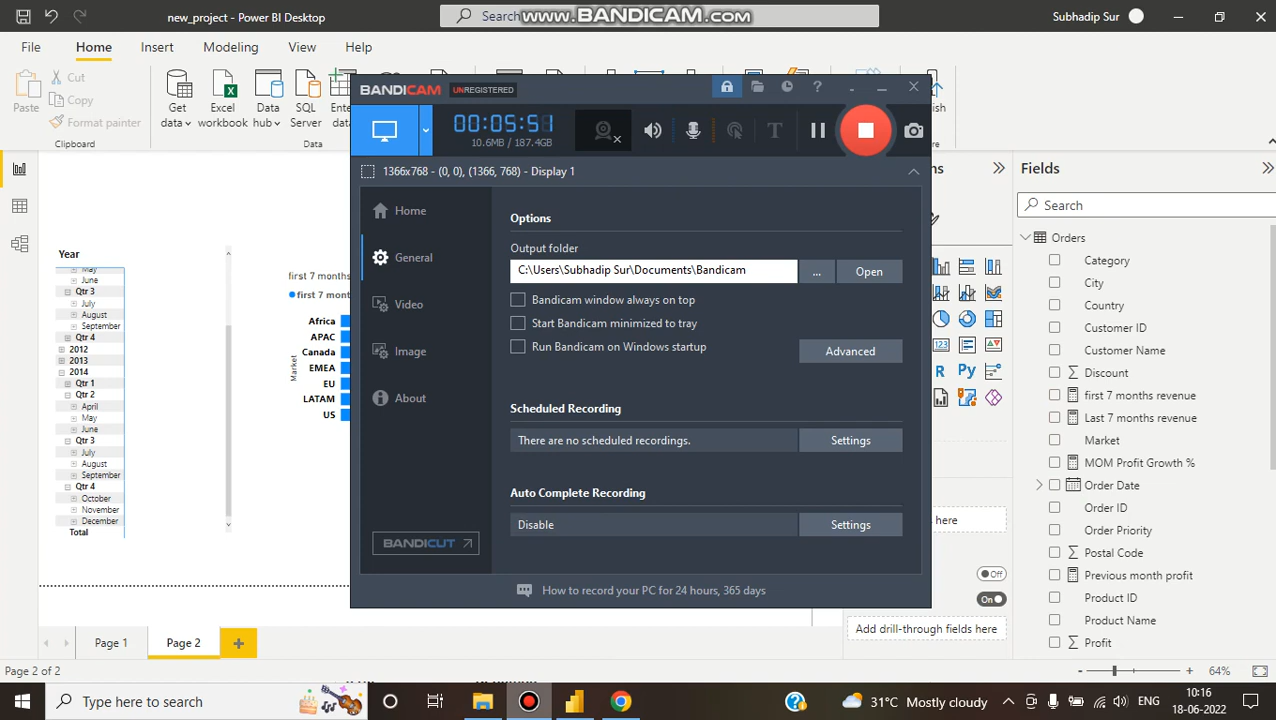 new_project - Power BI Desktop
Search
www.BANDICAM.com
Subhadip Sur
File
Home
Insert
Modeling
View
Help
Paste
Cut
Copy
Format painter
Get data
Excel workbook
Data hub
SQL Server
Clipboard
Data
BANDICAM
UNREGISTERED
00:05:51
10.6MB / 187.4GB
1366x768 - (0, 0), (1366, 768) - Display 1
Home
General
Video
Image
About
BANDICUT
Options
Output folder
C:\Users\Subhadip Sur\Documents\Bandicam
...
Open
Bandicam window always on top
Start Bandicam minimized to tray
Run Bandicam on Windows startup
Advanced
Scheduled Recording
There are no scheduled recordings.
Settings
Auto Complete Recording
Disable
Settings
How to record your PC for 24 hours, 365 days
Year
May
June
Qtr 3
July
August
September
Qtr 4
2012
2013
2014
Qtr 1
Qtr 2
April
May
June
Qtr 3
July
August
September
Qtr 4
October
November
December
Total
first 7 months
first 7 mont
Market
Africa
APAC
Canada
EMEA
EU
LATAM
US
here
Off
On
Add drill-through fields here
Fields
Search
Orders
Category
City
Country
Customer ID
Customer Name
Discount
first 7 months revenue
Last 7 months revenue
Market
MOM Profit Growth %
Order Date
Order ID
Order Priority
Postal Code
Previous month profit
Product ID
Product Name
Profit
Page 1
Page 2
Page 2 of 2
64%
Type here to search
31°C Mostly cloudy
ENG
10:16
18-06-2022